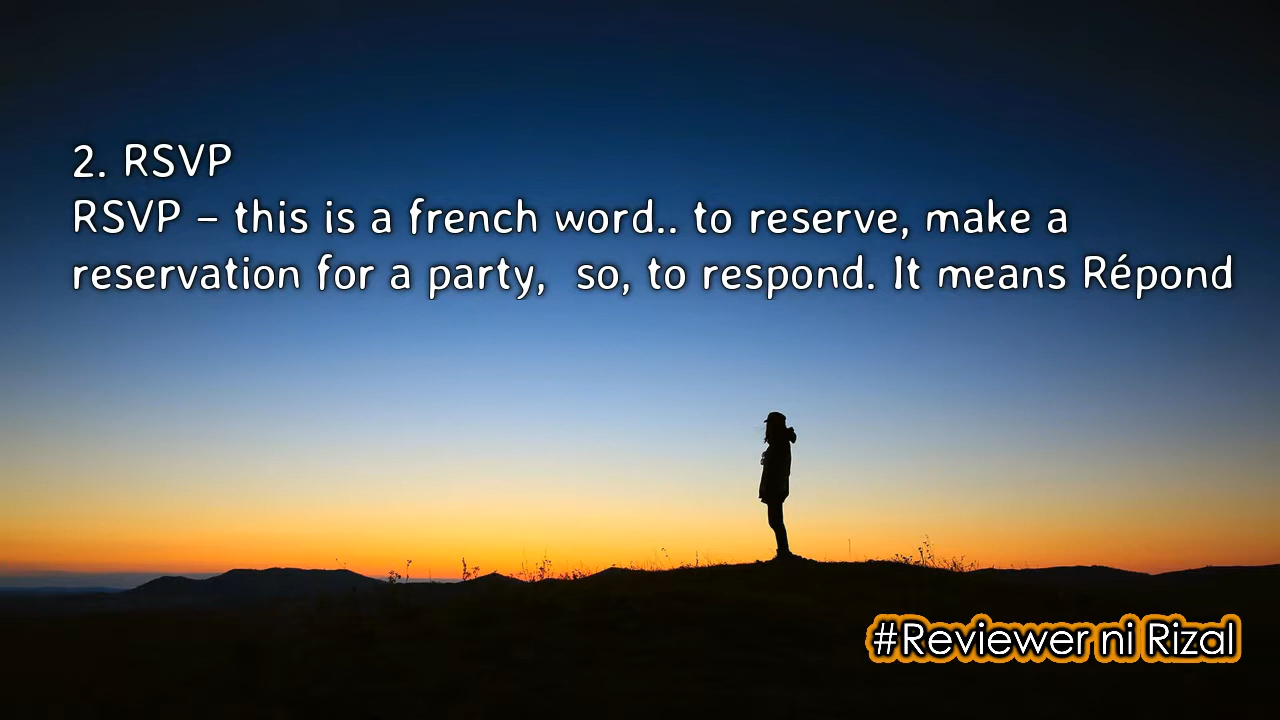 2. RSVP
RSVP – this is a french word.. to reserve, make a
reservation for a party,  so, to respond. It means Répond
#Reviewer ni Rizal